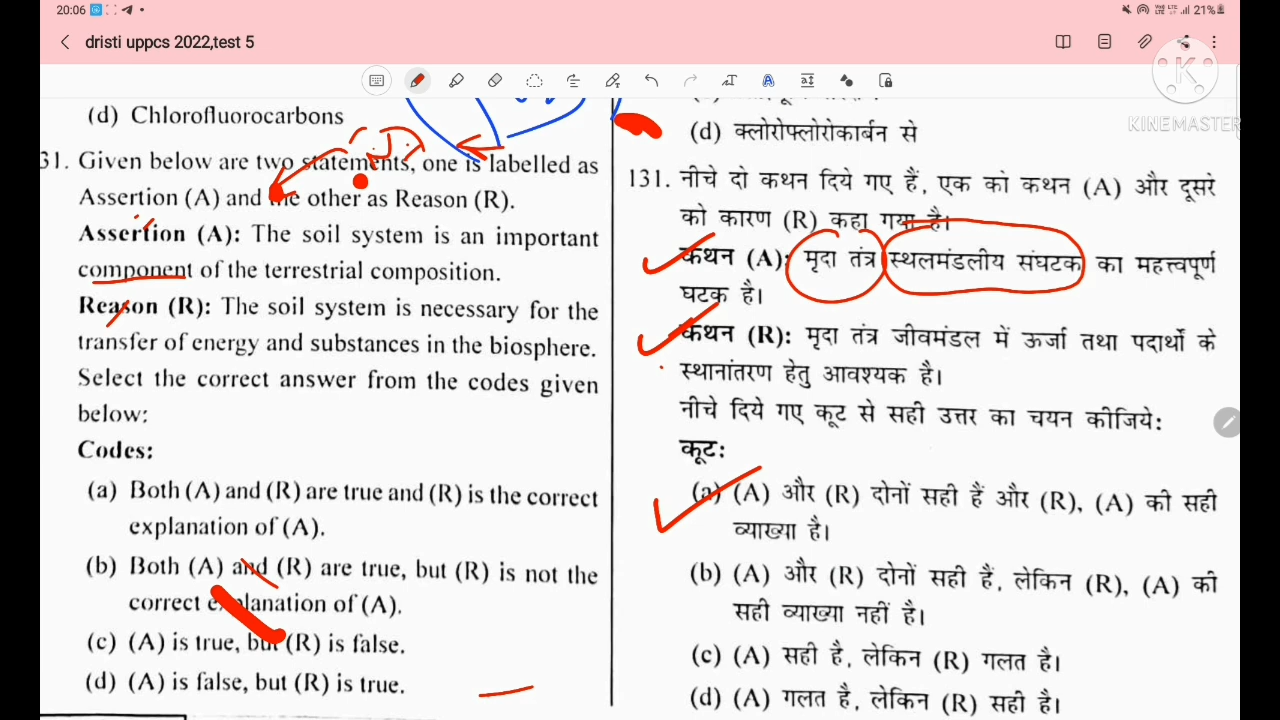 20:06
21%
dristi uppcs 2022,test 5
KINEMASTER
(d) Chlorofluorocarbons
31. Given below are two statements, one is labelled as
Assertion (A) and the other as Reason (R).
Assertion (A): The soil system is an important
component of the terrestrial composition.
Reason (R): The soil system is necessary for the
transfer of energy and substances in the biosphere.
Select the correct answer from the codes given
below:
Codes:
(a) Both (A) and (R) are true and (R) is the correct
explanation of (A).
(b) Both (A) and (R) are true, but (R) is not the
correct explanation of (A).
(c) (A) is true, but (R) is false.
(d) (A) is false, but (R) is true.
(d) क्लोरोफ्लोरोकार्बन से
131. नीचे दो कथन दिये गए हैं, एक को कथन (A) और दूसरे
को कारण (R) कहा गया है।
कथन (A): मृदा तंत्र स्थलमंडलीय संघटक का महत्त्वपूर्ण
घटक है।
कथन (R): मृदा तंत्र जीवमंडल में ऊर्जा तथा पदार्थों के
स्थानांतरण हेतु आवश्यक है।
नीचे दिये गए कूट से सही उत्तर का चयन कीजिये:
कूट:
(a) (A) और (R) दोनों सही हैं और (R), (A) की सही
व्याख्या है।
(b) (A) और (R) दोनों सही हैं, लेकिन (R), (A) की
सही व्याख्या नहीं है।
(c) (A) सही है, लेकिन (R) गलत है।
(d) (A) गलत है, लेकिन (R) सही है।